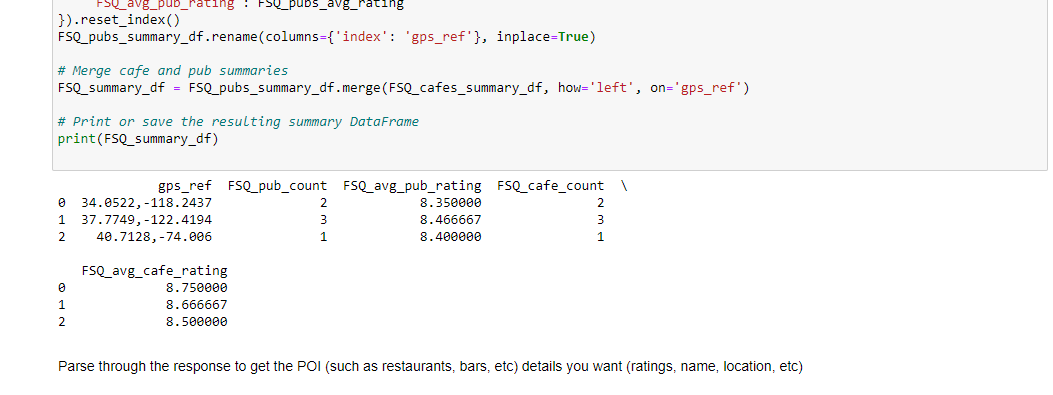 FSQ_avg_pub_rating : FSQ_pubs_avg_rating
}).reset_index()
FSQ_pubs_summary_df.rename(columns={'index': 'gps_ref'}, inplace=True)
# Merge cafe and pub summaries
FSQ_summary_df = FSQ_pubs_summary_df.merge(FSQ_cafes_summary_df, how='left', on='gps_ref')
# Print or save the resulting summary DataFrame
print(FSQ_summary_df)
gps_ref FSQ_pub_count FSQ_avg_pub_rating FSQ_cafe_count \
0 34.0522,-118.2437 2 8.350000 2
1 37.7749,-122.4194 3 8.466667 3
2 40.7128,-74.006 1 8.400000 1
FSQ_avg_cafe_rating
0 8.750000
1 8.666667
2 8.500000
Parse through the response to get the POI (such as restaurants, bars, etc) details you want (ratings, name, location, etc)